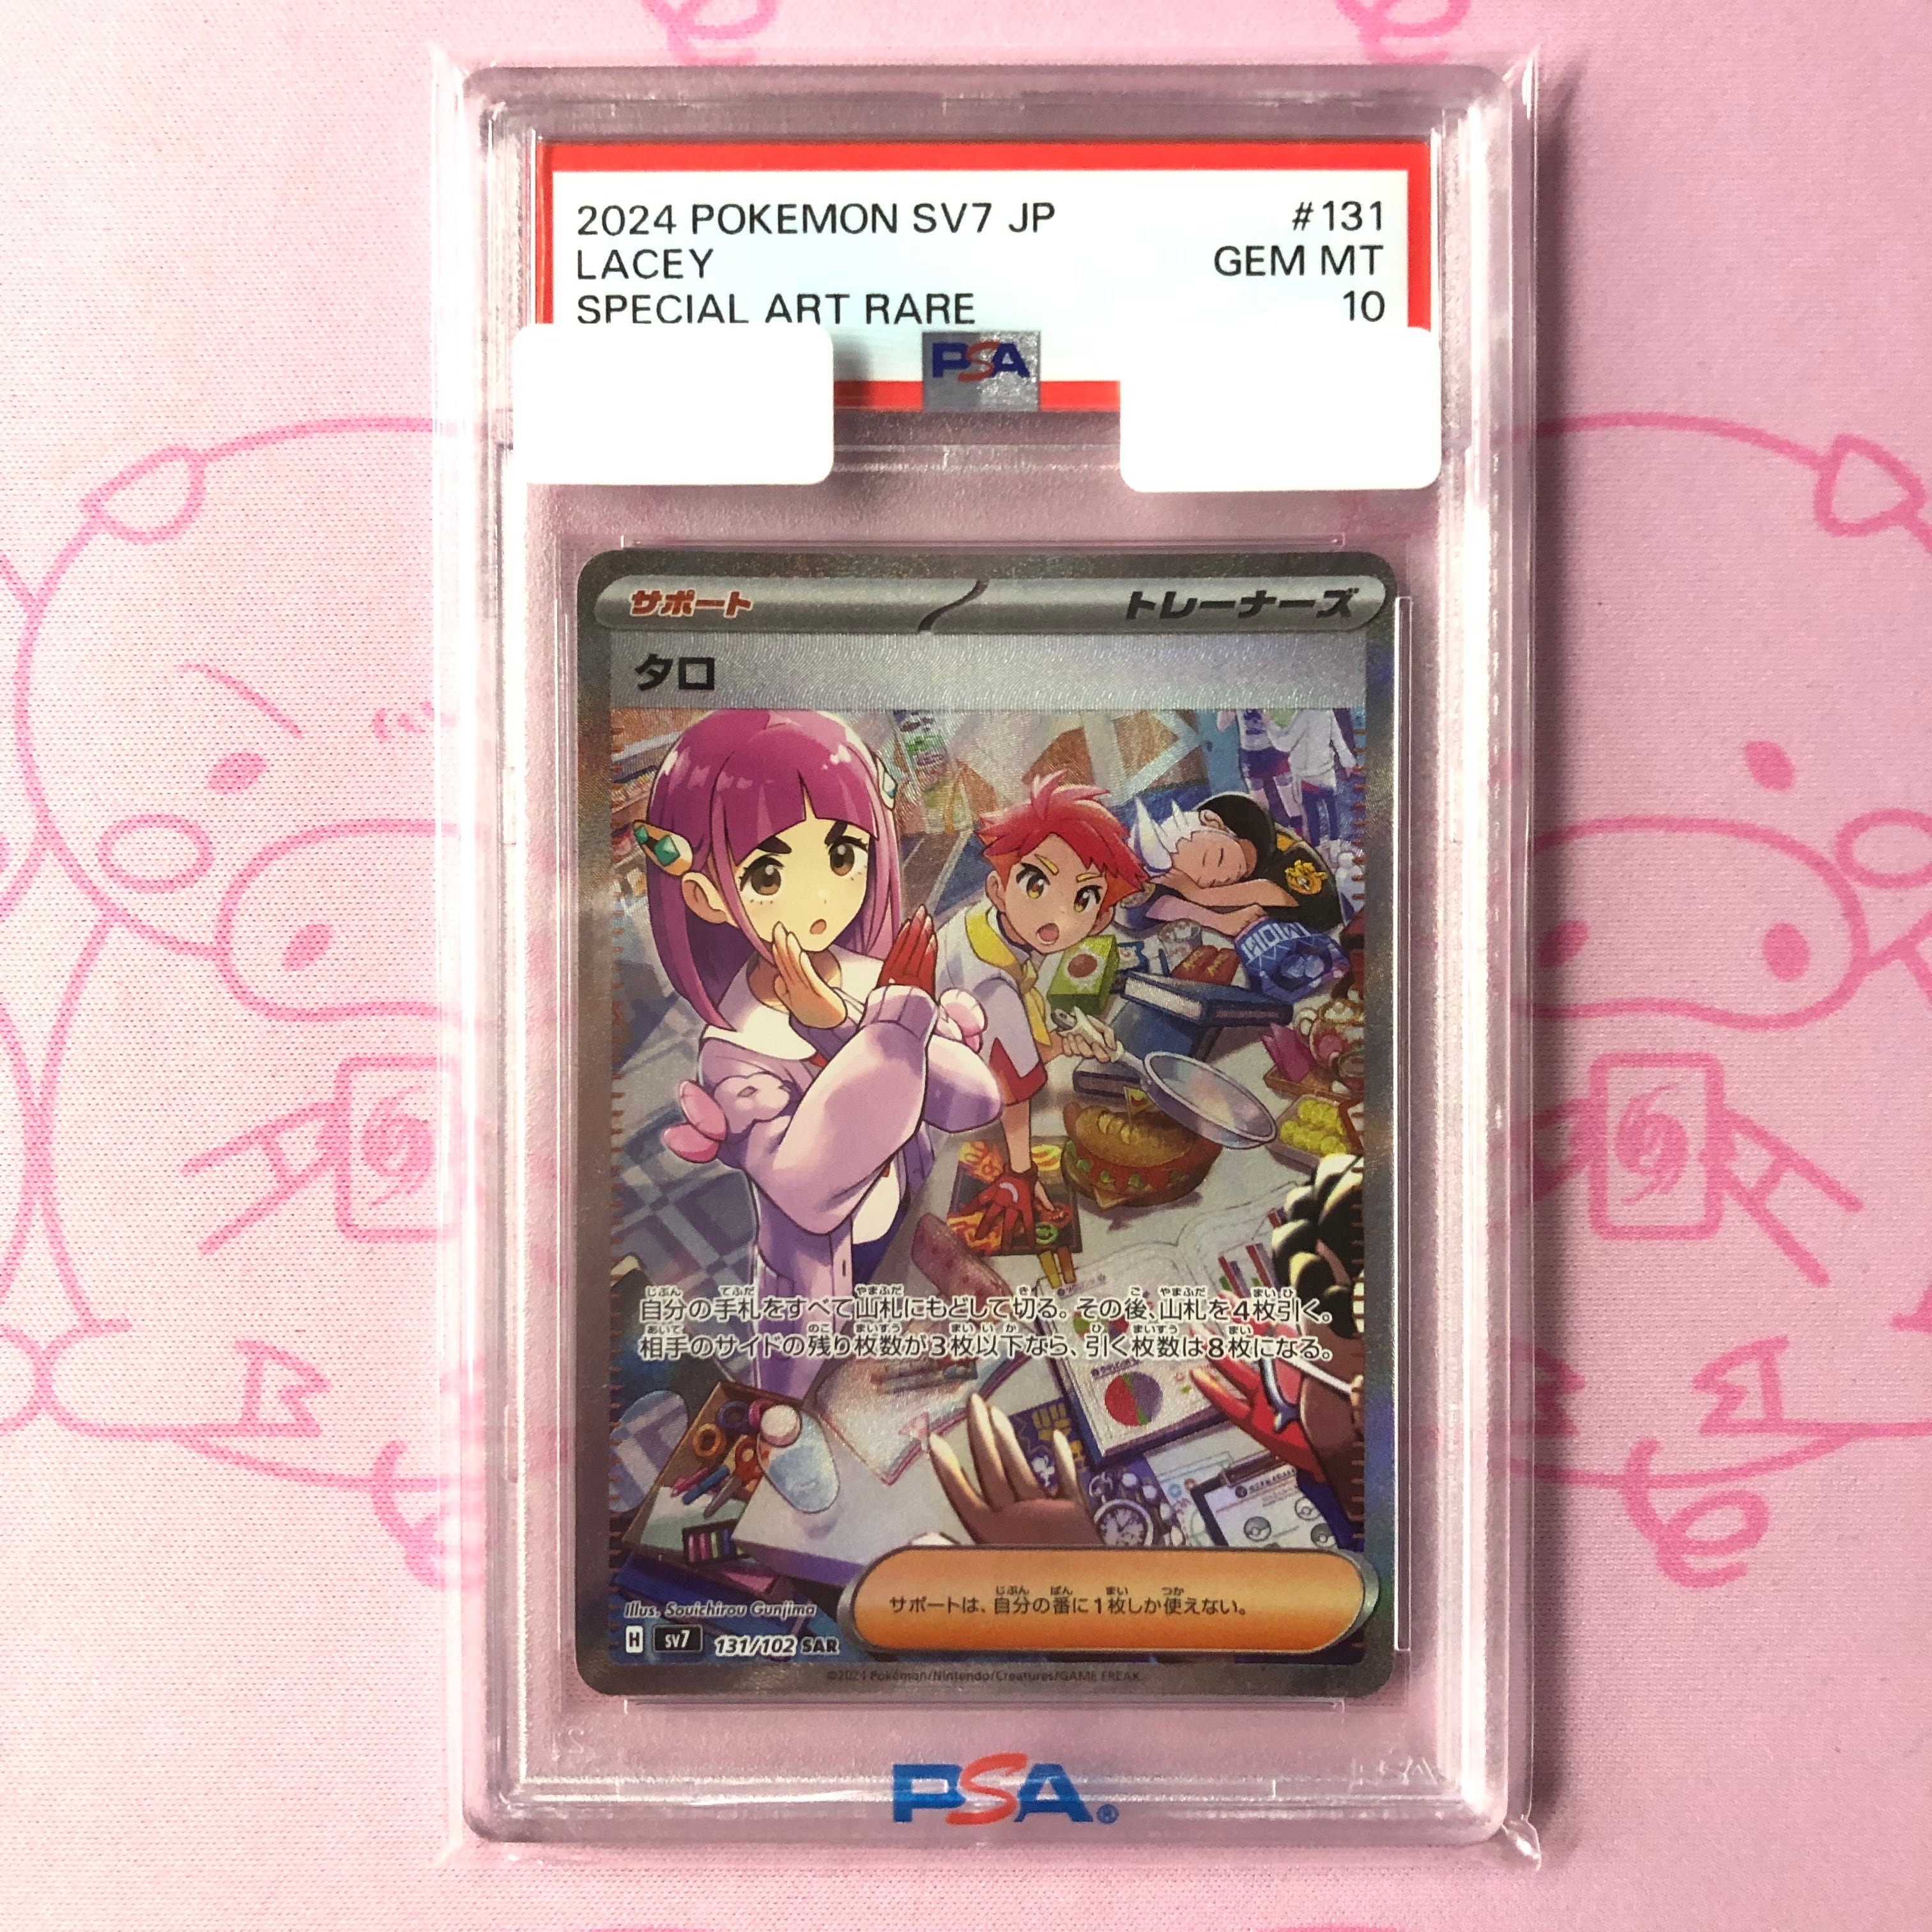 2024 POKEMON SV7 JP #131
LACEY GEM MT
SPECIAL ART RARE 10
PSA
サポート トレーナーズ
タロ
自分の手札をすべて山札にもどして切る。その後、山札を4枚引く。
相手のサイドの残り枚数が3枚以下なら、引く枚数は8枚になる。
サポートは、自分の番に1枚しか使えない。
Illus. Souichirou Gunjima
H SV7 131/102 SAR
©2024 Pokémon/Nintendo/Creatures/GAME FREAK
PSA®